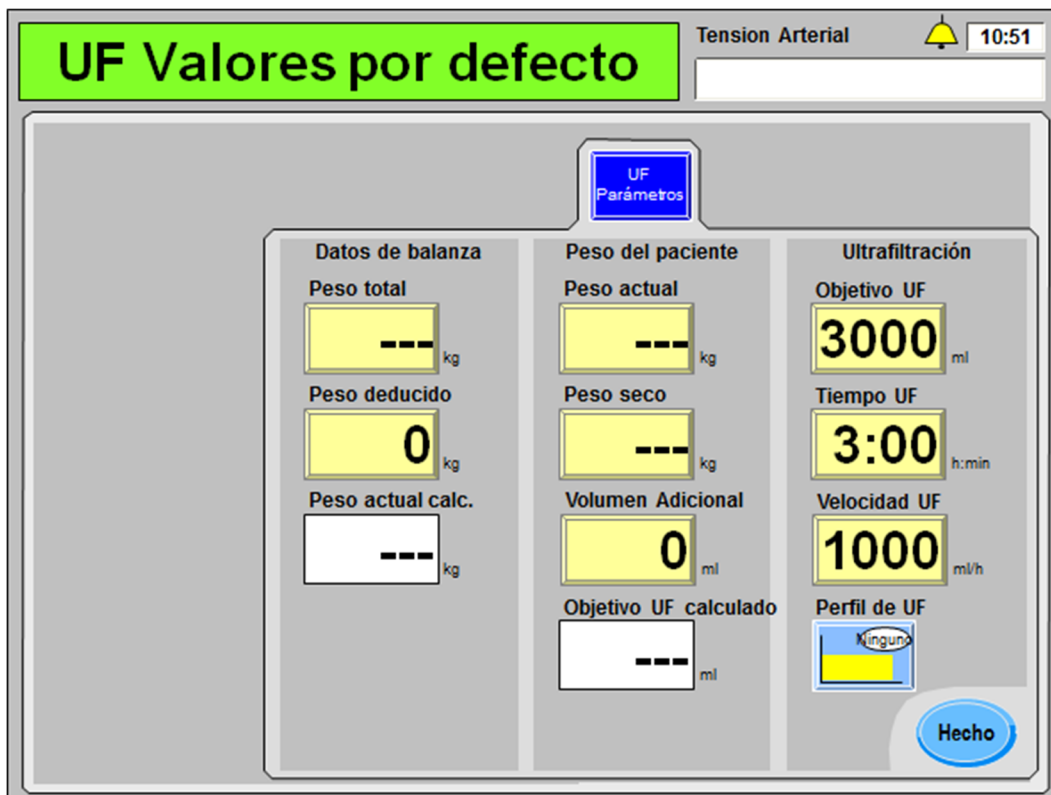 UF Valores por defecto
Tension Arterial
10:51
UF
Parámetros
Datos de balanza
Peso total
--- kg
Peso deducido
0 kg
Peso actual calc.
--- kg
Peso del paciente
Peso actual
--- kg
Peso seco
--- kg
Volumen Adicional
0 ml
Objetivo UF calculado
--- ml
Ultrafiltración
Objetivo UF
3000 ml
Tiempo UF
3:00 h:min
Velocidad UF
1000 ml/h
Perfil de UF
Ninguno
Hecho